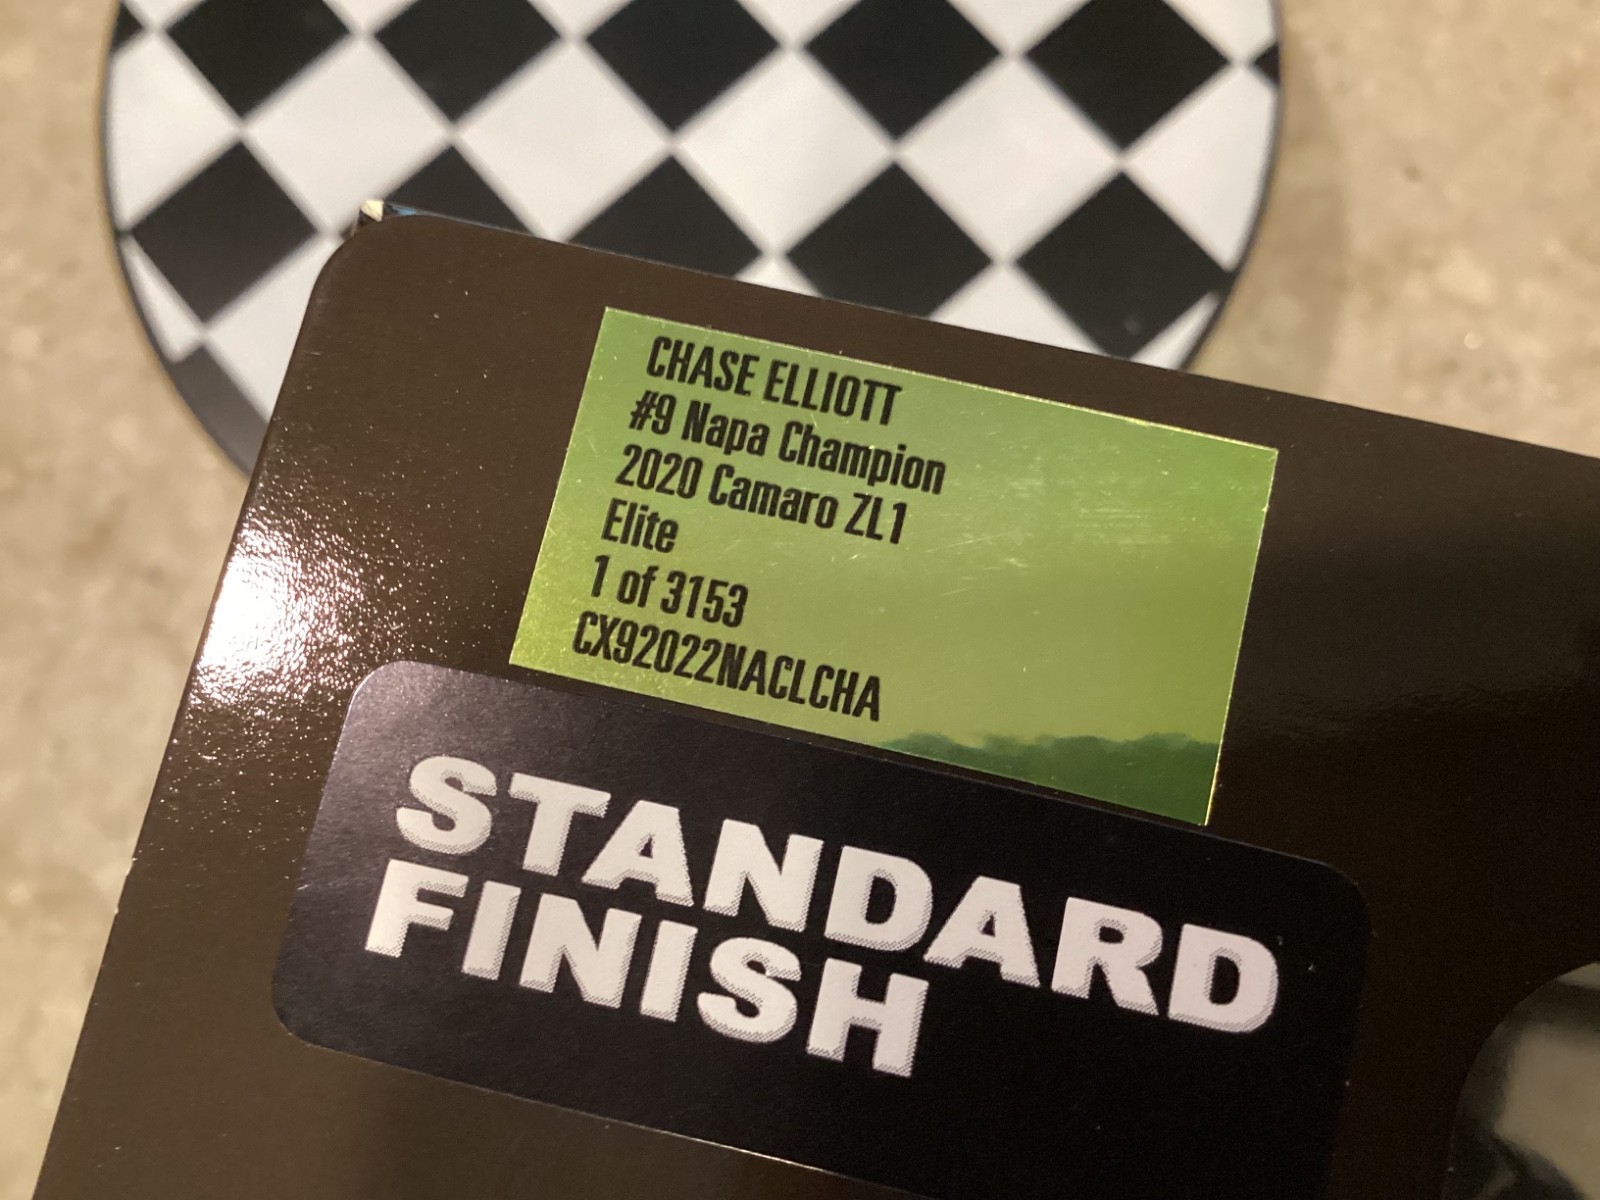 CHASE ELLIOTT
#9 Napa Champion
2020 Camaro ZL1
Elite
1 of 3153
CX92022NACLCHA
STANDARD
FINISH